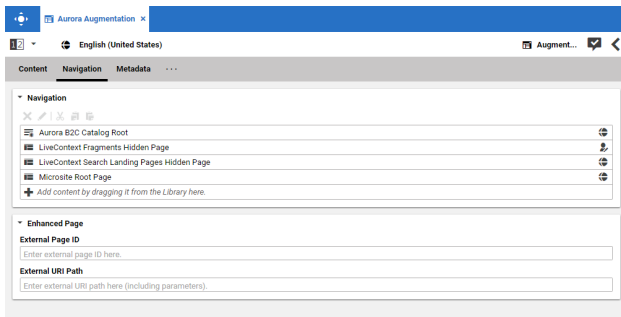 Aurora Augmentation ×
12 English (United States) Augment...
Content Navigation Metadata ...
Navigation
Aurora B2C Catalog Root
LiveContext Fragments Hidden Page
LiveContext Search Landing Pages Hidden Page
Microsite Root Page
Add content by dragging it from the Library here.
Enhanced Page
External Page ID
Enter external page ID here.
External URI Path
Enter external URI path here (including parameters).